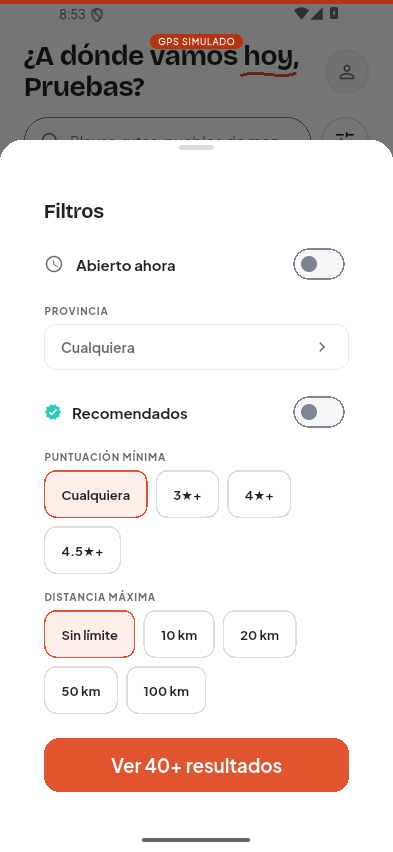 8:53
GPS SIMULADO
¿A dónde vamos hoy,
Pruebas?
Filtros
Abierto ahora
PROVINCIA
Cualquiera
Recomendados
PUNTUACIÓN MÍNIMA
Cualquiera 3★+ 4★+
4.5★+
DISTANCIA MÁXIMA
Sin límite 10 km 20 km
50 km 100 km
Ver 40+ resultados